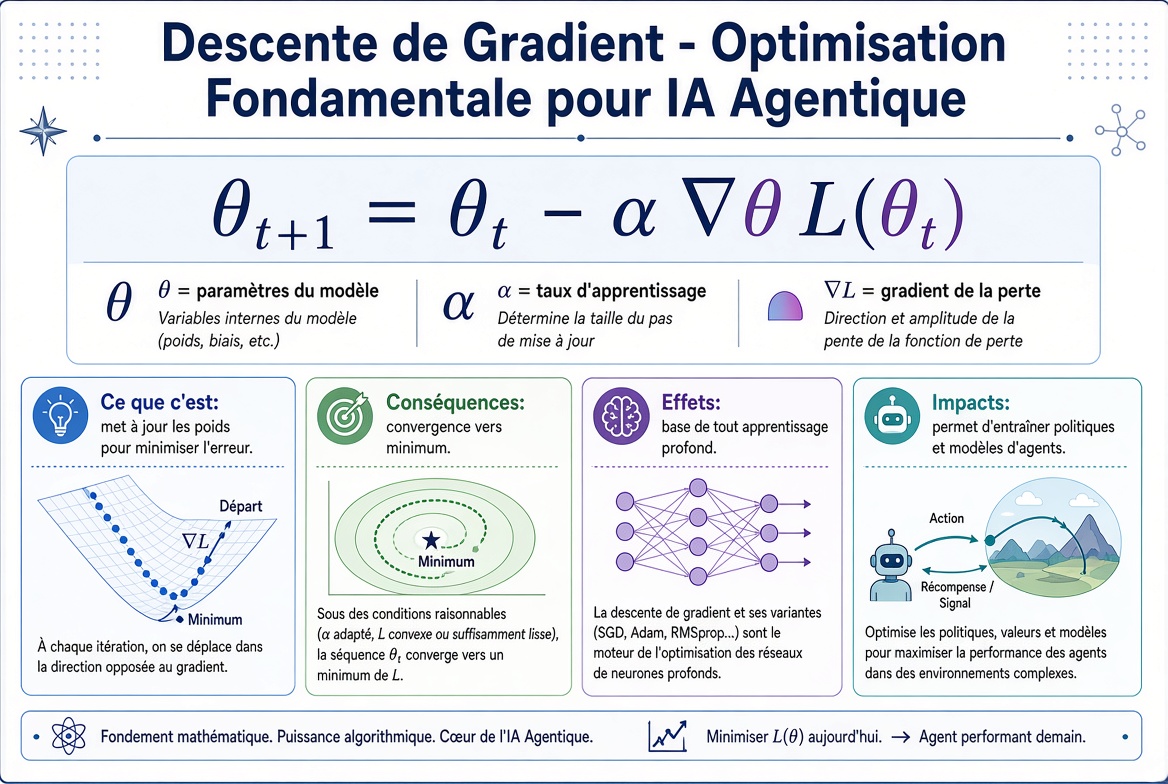 Descente de Gradient - Optimisation
Fondamentale pour IA Agentique
θ_{t+1} = θ_t − α ∇θ L(θ_t)
θ
θ = paramètres du modèle
Variables internes du modèle
(poids, biais, etc.)
α
α = taux d'apprentissage
Détermine la taille du pas
de mise à jour
∇L = gradient de la perte
Direction et amplitude de la
pente de la fonction de perte
Ce que c'est:
met à jour les poids
pour minimiser l'erreur.
Départ
∇L
Minimum
À chaque itération, on se déplace dans
la direction opposée au gradient.
Conséquences:
convergence vers
minimum.
Minimum
Sous des conditions raisonnables
(α adapté, L convexe ou suffisamment lisse),
la séquence θ_t converge vers un
minimum de L.
Effets:
base de tout apprentissage
profond.
La descente de gradient et ses variantes
(SGD, Adam, RMSprop...) sont le
moteur de l'optimisation des réseaux
de neurones profonds.
Impacts:
permet d'entraîner politiques
et modèles d'agents.
Action
Récompense /
Signal
Optimise les politiques, valeurs et modèles
pour maximiser la performance des agents
dans des environnements complexes.
Fondement mathématique. Puissance algorithmique. Cœur de l'IA Agentique.
Minimiser L(θ) aujourd'hui. → Agent performant demain.